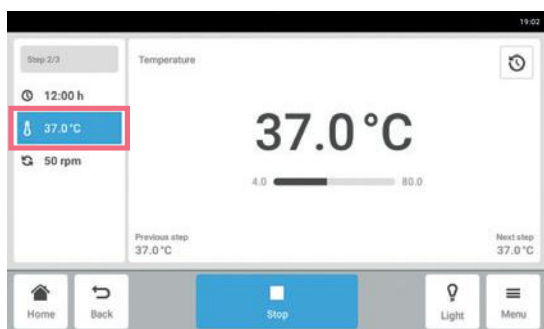 19:02
Step 2/3
Temperature
12:00 h
37.0 °C
50 rpm
37.0 °C
4.0 80.0
Previous step
37.0 °C
Next step
37.0 °C
Home
Back
Stop
Light
Menu